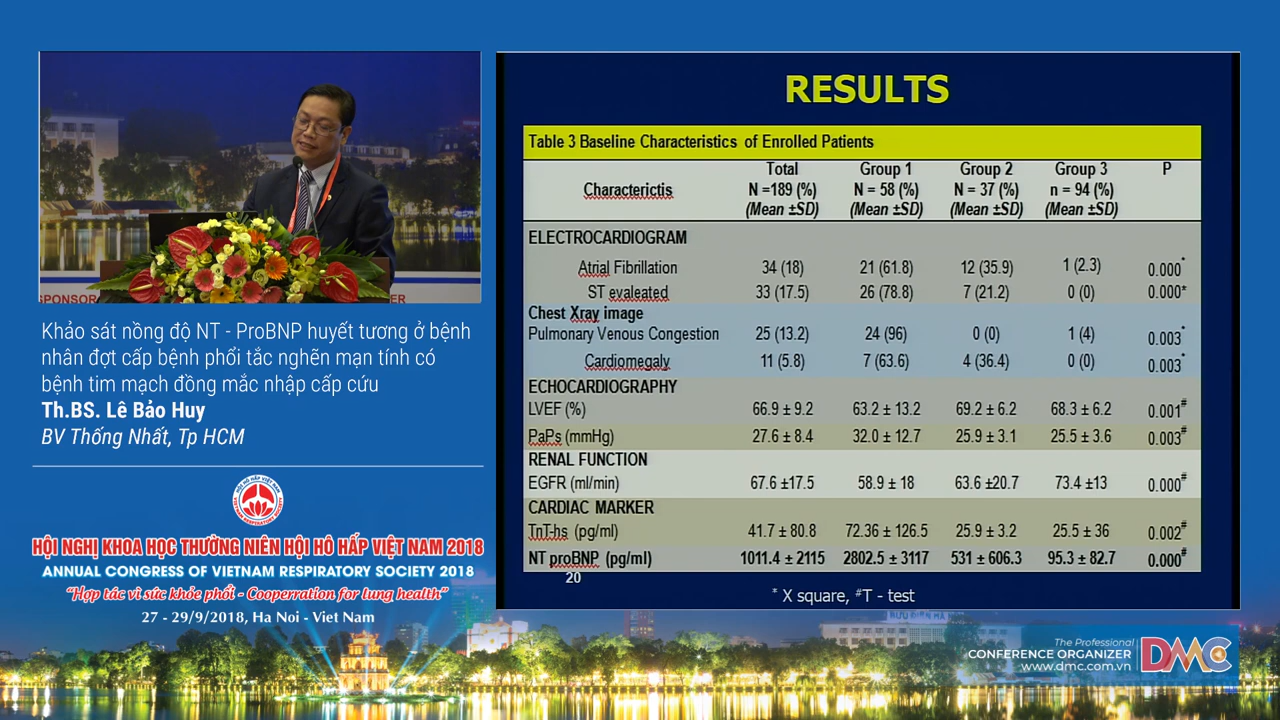 SPONSOR
ER
Khảo sát nồng độ NT - ProBNP huyết tương ở bệnh
nhân đợt cấp bệnh phổi tắc nghẽn mạn tính có
bệnh tim mạch đồng mắc nhập cấp cứu
Th.BS. Lê Bảo Huy
BV Thống Nhất, Tp HCM
HỘI NGHỊ KHOA HỌC THƯỜNG NIÊN HỘI HÔ HẤP VIỆT NAM 2018
ANNUAL CONGRESS OF VIETNAM RESPIRATORY SOCIETY 2018
"Hợp tác vì sức khỏe phổi - Cooperration for lung health"
27 - 29/9/2018, Ha Noi - Viet Nam
RESULTS
Table 3 Baseline Characteristics of Enrolled Patients
Characterictis Total N =189 (%) (Mean ±SD) Group 1 N = 58 (%) (Mean ±SD) Group 2 N = 37 (%) (Mean ±SD) Group 3 n = 94 (%) (Mean ±SD) P
ELECTROCARDIOGRAM
Atrial Fibrillation 34 (18) 21 (61.8) 12 (35.9) 1 (2.3) 0.000*
ST evaleated 33 (17.5) 26 (78.8) 7 (21.2) 0 (0) 0.000*
Chest Xray image
Pulmonary Venous Congestion 25 (13.2) 24 (96) 0 (0) 1 (4) 0.003*
Cardiomegaly 11 (5.8) 7 (63.6) 4 (36.4) 0 (0) 0.003*
ECHOCARDIOGRAPHY
LVEF (%) 66.9 ± 9.2 63.2 ± 13.2 69.2 ± 6.2 68.3 ± 6.2 0.001#
PaPs (mmHg) 27.6 ± 8.4 32.0 ± 12.7 25.9 ± 3.1 25.5 ± 3.6 0.003#
RENAL FUNCTION
EGFR (ml/min) 67.6 ±17.5 58.9 ± 18 63.6 ±20.7 73.4 ±13 0.000#
CARDIAC MARKER
TnT-hs (pg/ml) 41.7 ± 80.8 72.36 ± 126.5 25.9 ± 3.2 25.5 ± 36 0.002#
NT proBNP (pg/ml) 1011.4 ± 2115 2802.5 ± 3117 531 ± 606.3 95.3 ± 82.7 0.000#
20
* X square, #T - test
The Professional
CONFERENCE ORGANIZER
www.dmc.com.vn
DMC